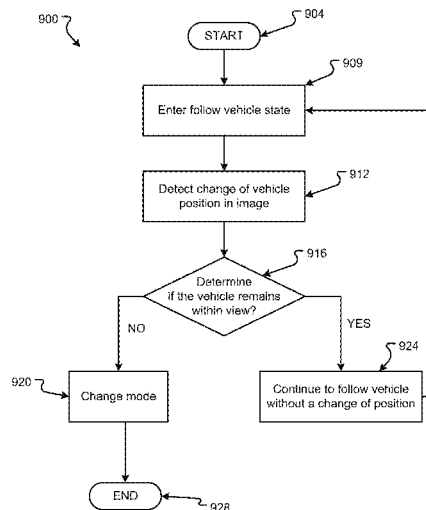 900
904
START
909
Enter follow vehicle state
912
Detect change of vehicle
position in image
916
Determine
if the vehicle remains
within view?
NO
YES
924
920
Change mode
Continue to follow vehicle
without a change of position
END
928